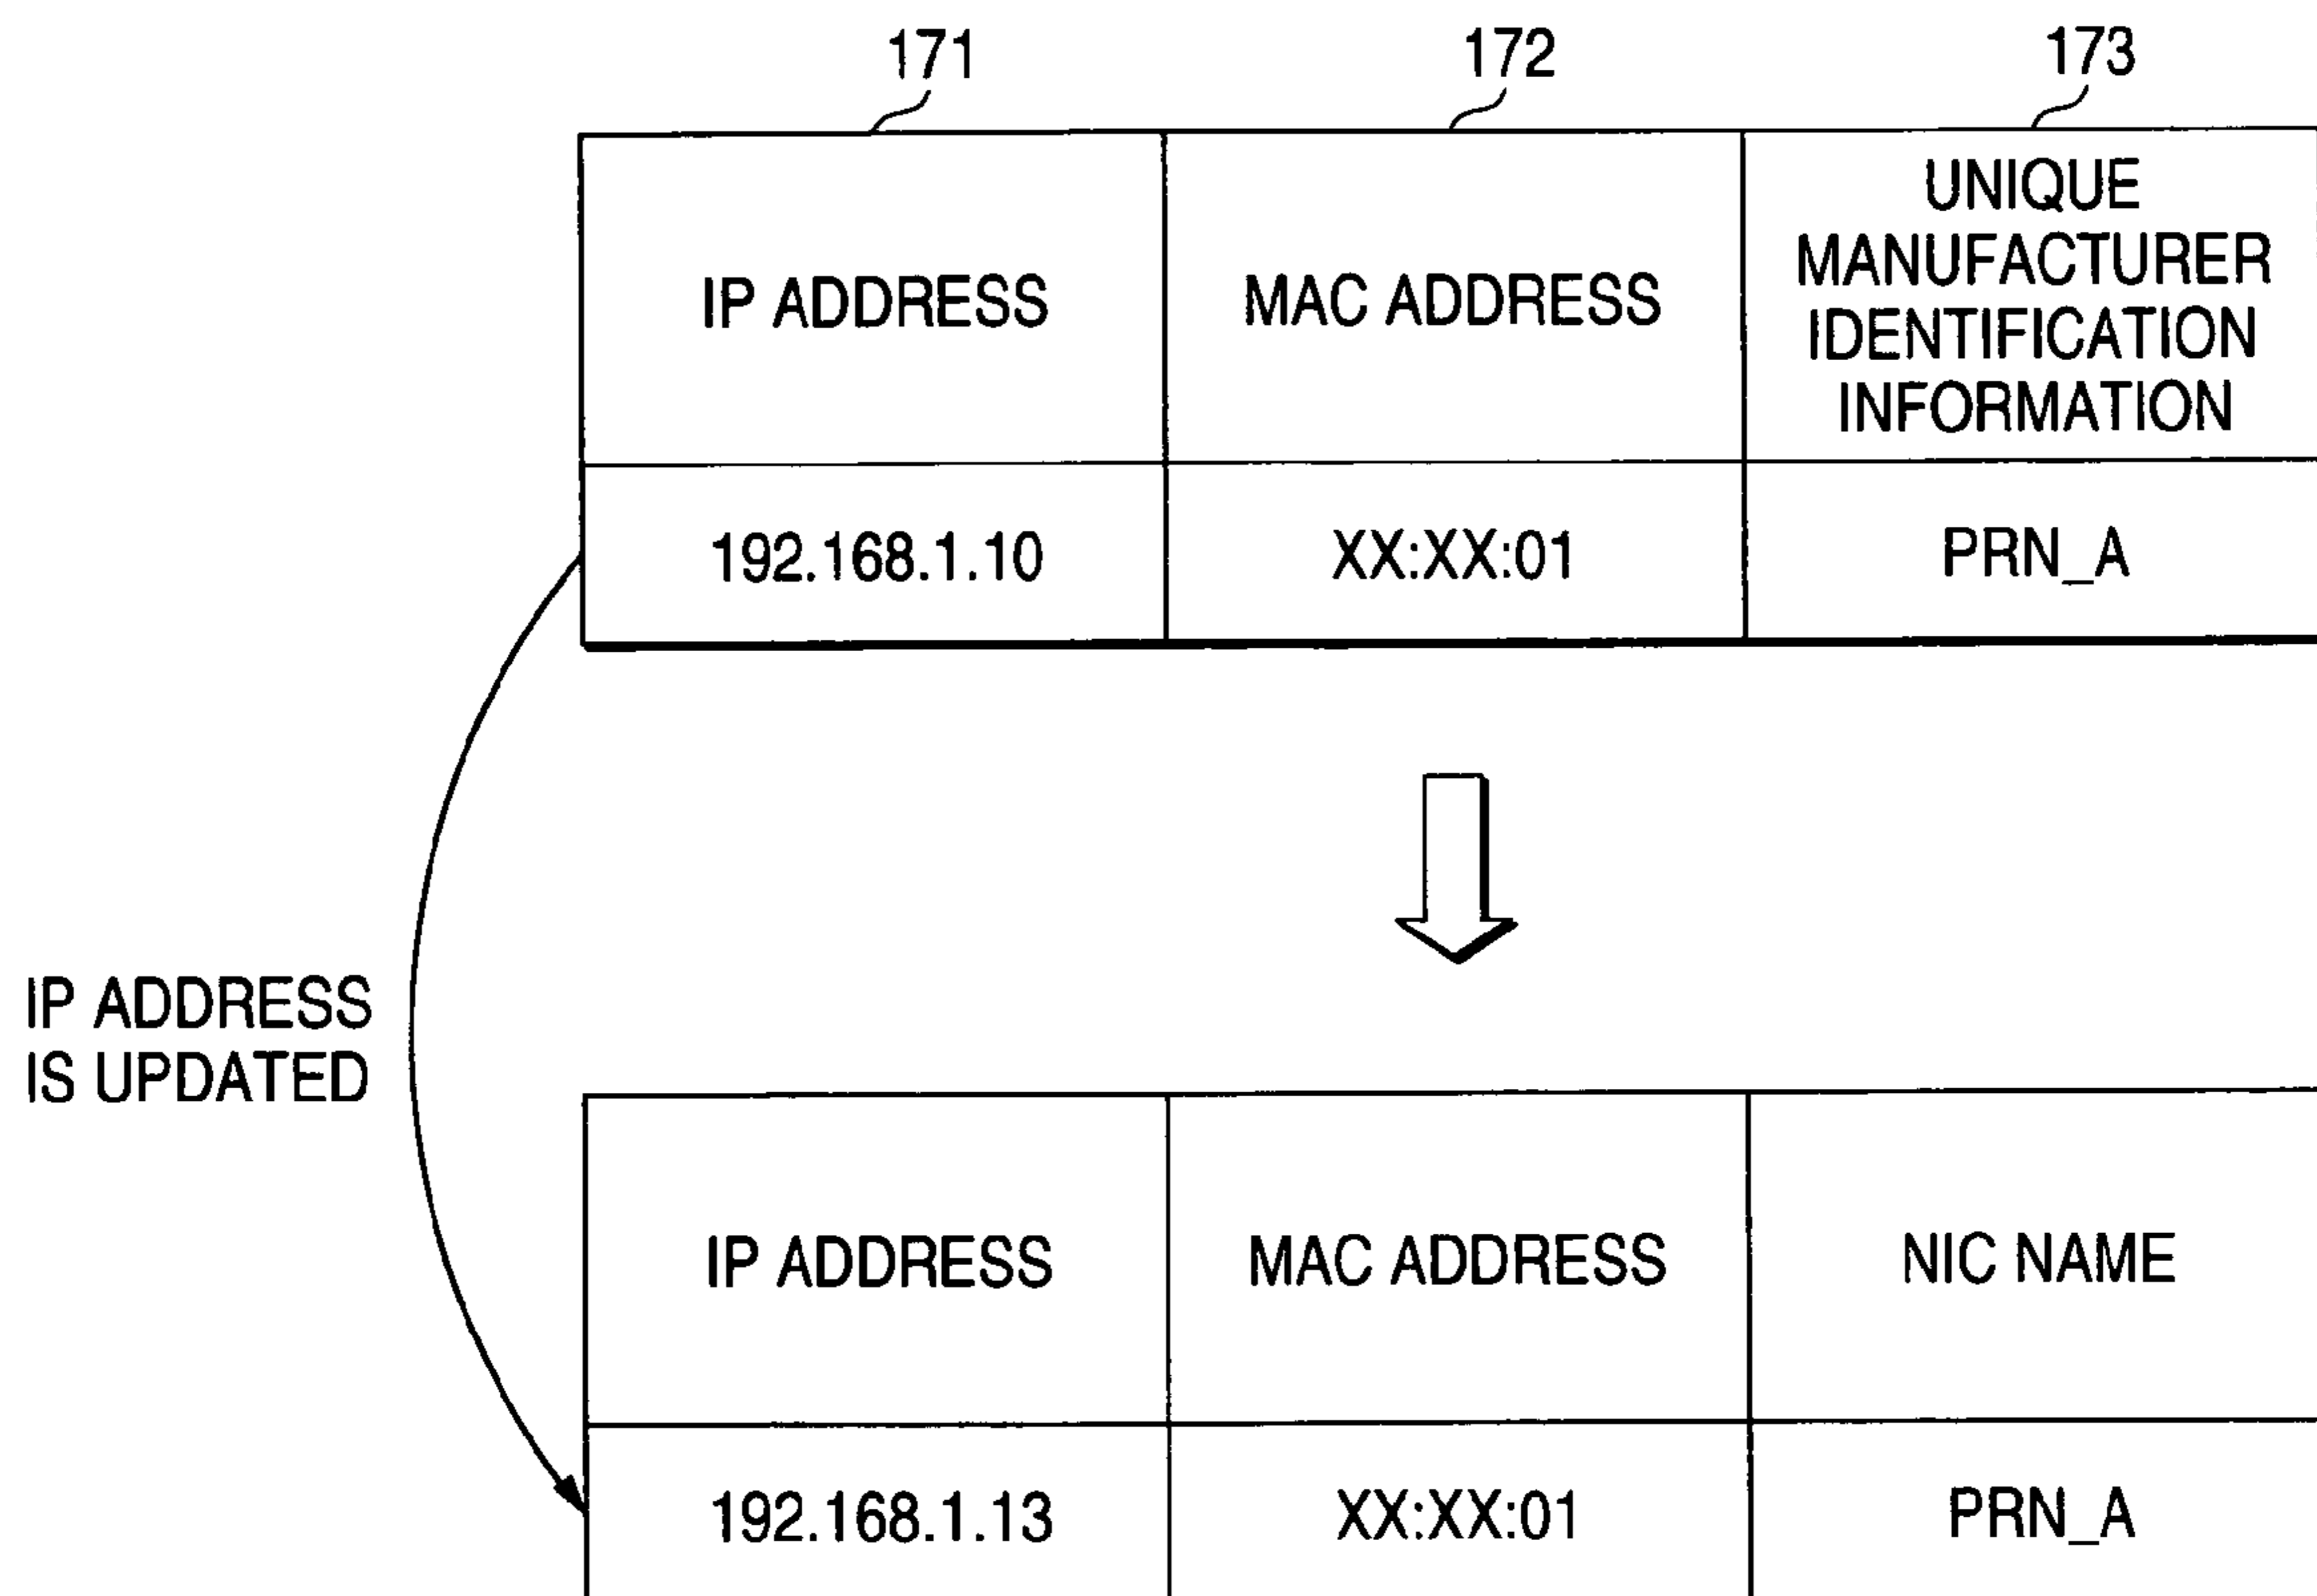 171 172 173
UNIQUE
MANUFACTURER
IP ADDRESS MAC ADDRESS IDENTIFICATION
INFORMATION
192.168.1.10 XX:XX:01 PRN_A
IP ADDRESS
IS UPDATED
IP ADDRESS MAC ADDRESS NIC NAME
192.168.1.13 XX:XX:01 PRN_A